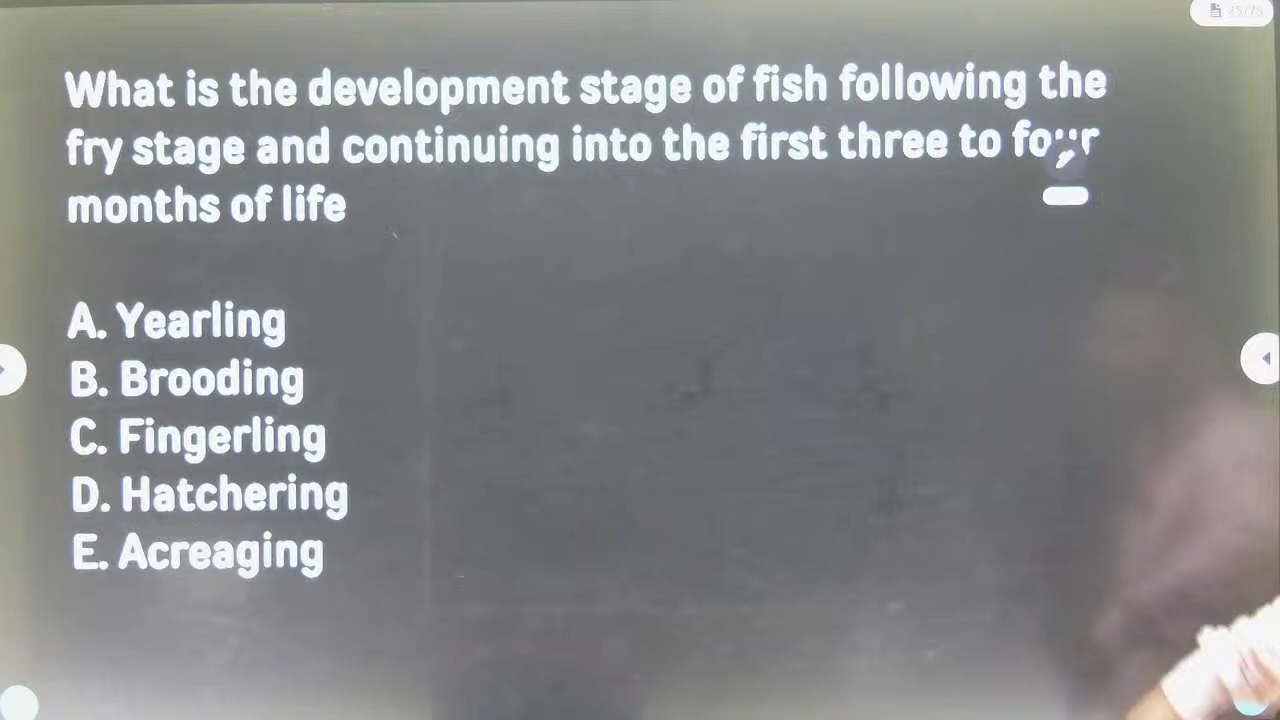 What is the development stage of fish following the
fry stage and continuing into the first three to four
months of life
A. Yearling
B. Brooding
C. Fingerling
D. Hatchering
E. Acreaging